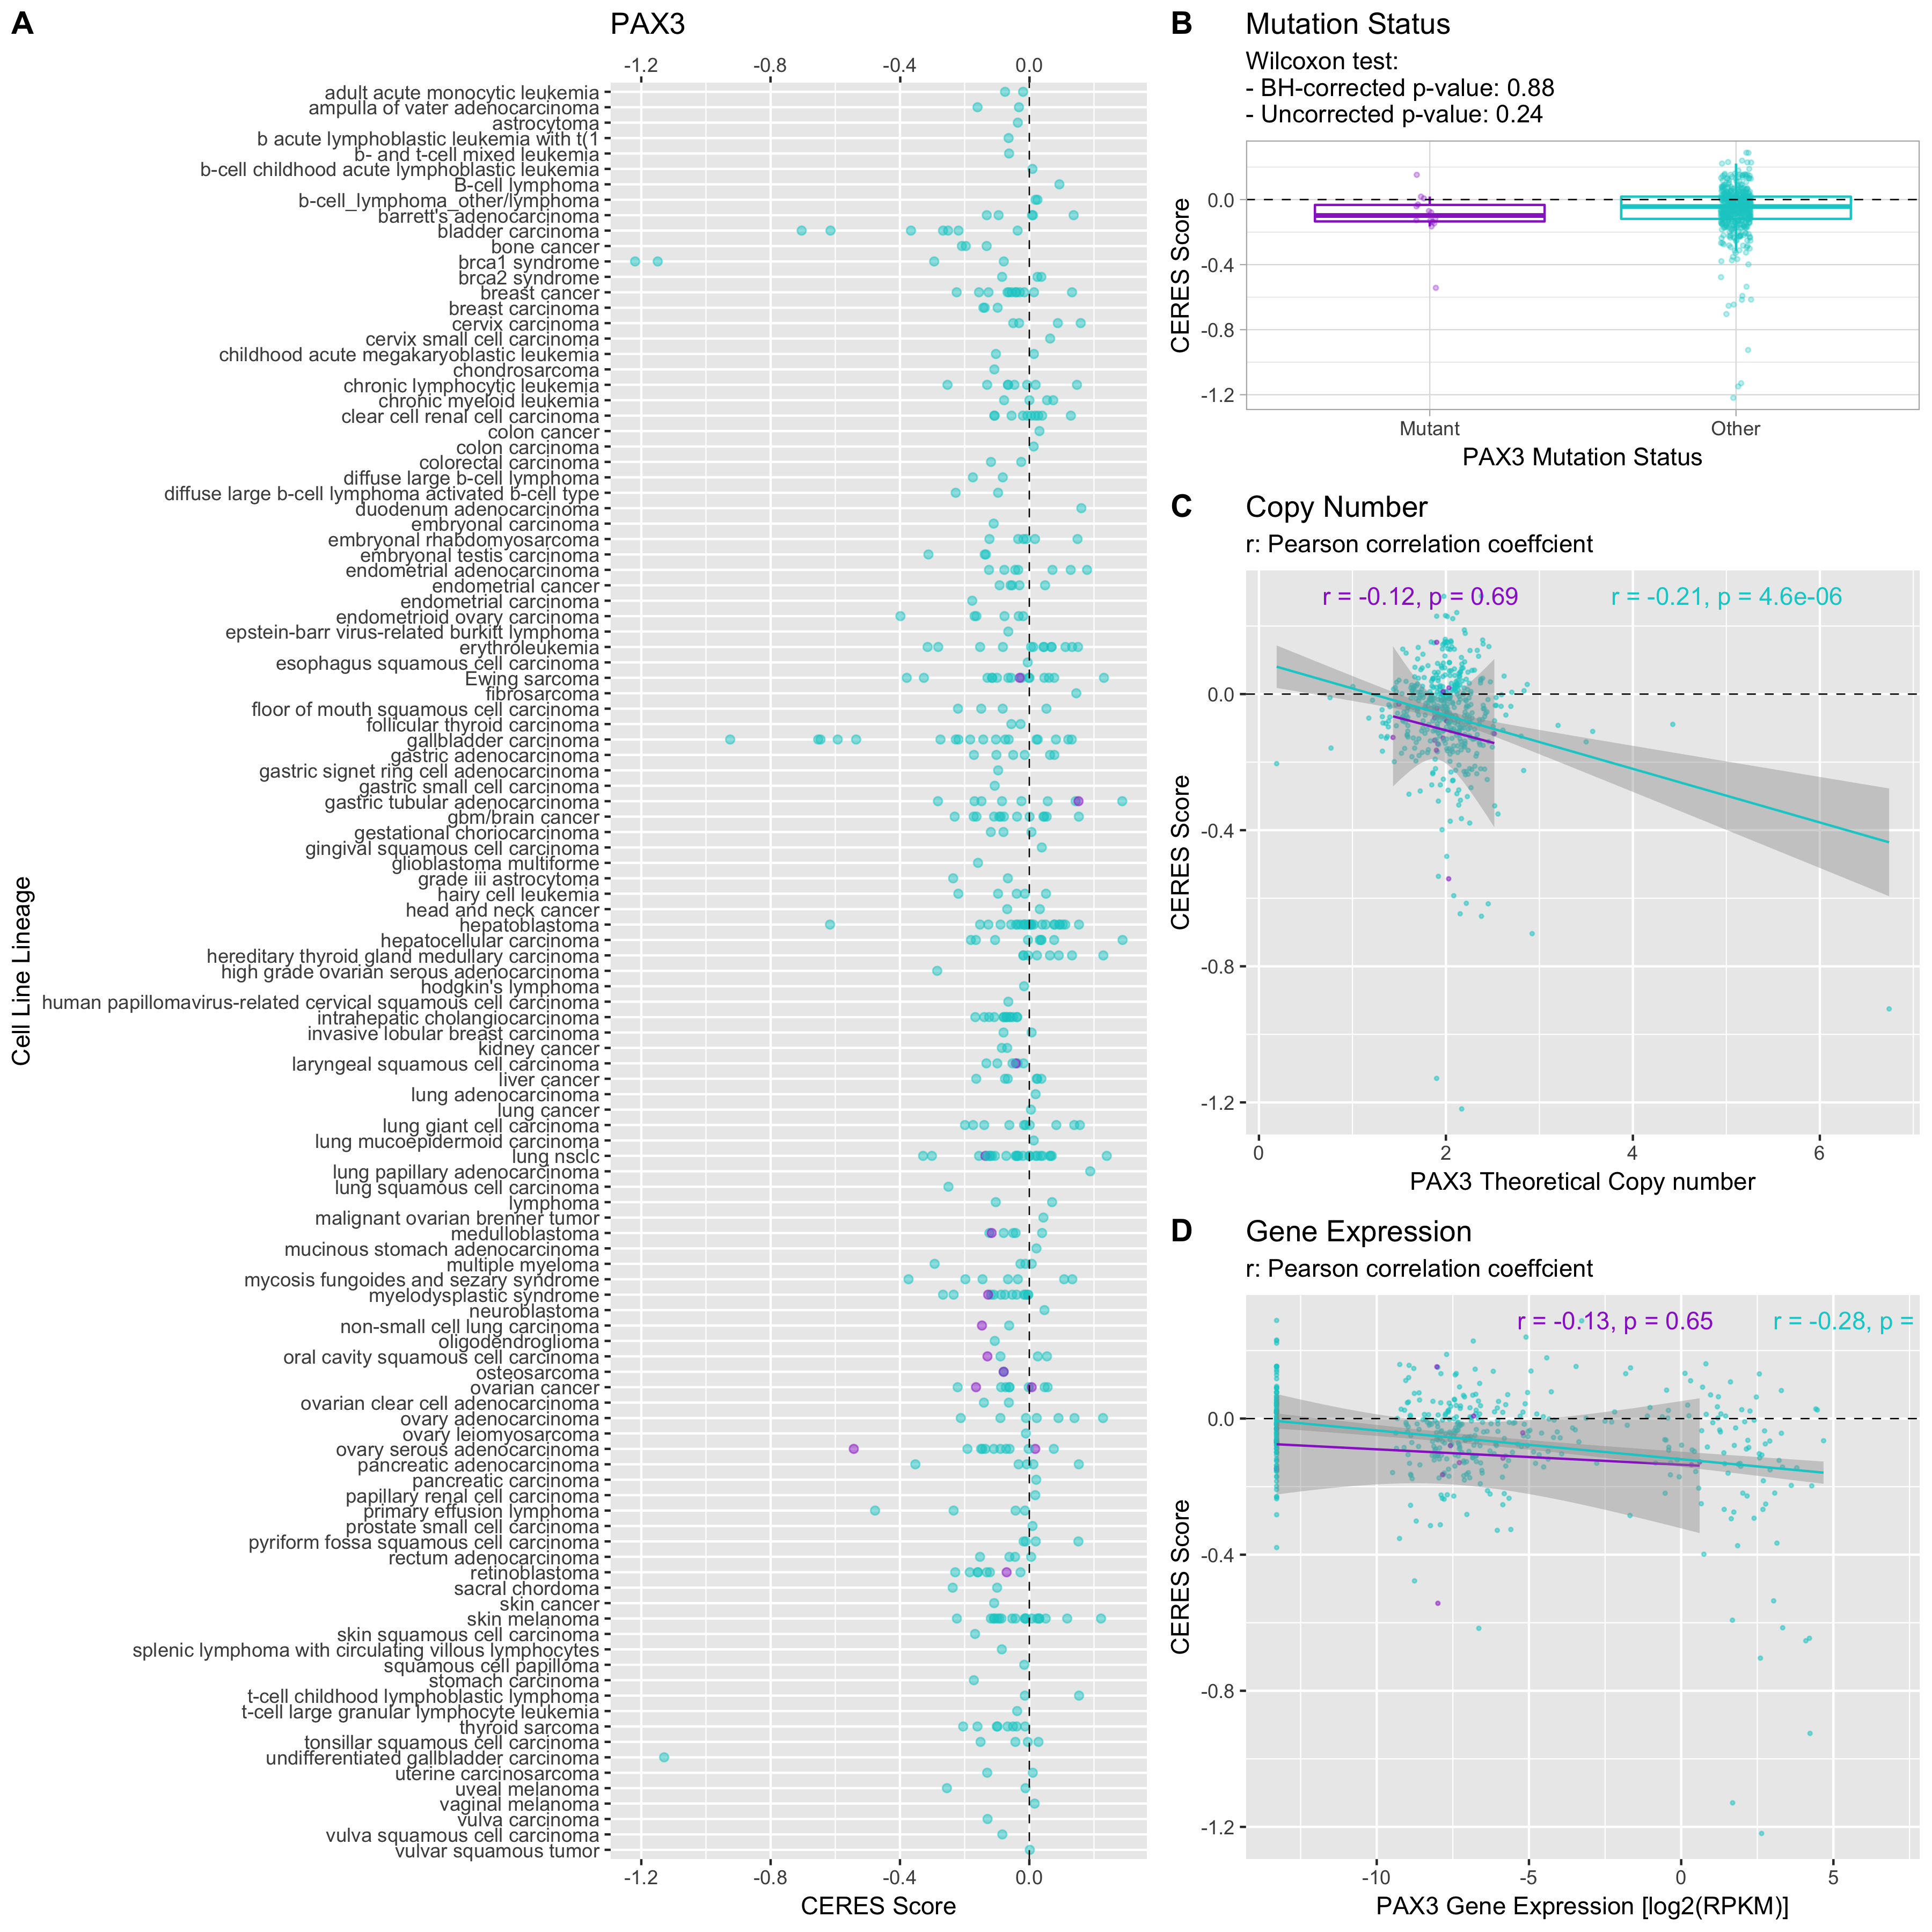 A
PAX3
-1.2 -0.8 -0.4 0.0
adult acute monocytic leukemia
ampulla of vater adenocarcinoma
astrocytoma
b acute lymphoblastic leukemia with t(1
b- and t-cell mixed leukemia
b-cell childhood acute lymphoblastic leukemia
B-cell lymphoma
b-cell_lymphoma_other/lymphoma
barrett's adenocarcinoma
bladder carcinoma
bone cancer
brca1 syndrome
brca2 syndrome
breast cancer
breast carcinoma
cervix carcinoma
cervix small cell carcinoma
childhood acute megakaryoblastic leukemia
chondrosarcoma
chronic lymphocytic leukemia
chronic myeloid leukemia
clear cell renal cell carcinoma
colon cancer
colon carcinoma
colorectal carcinoma
diffuse large b-cell lymphoma
diffuse large b-cell lymphoma activated b-cell type
duodenum adenocarcinoma
embryonal carcinoma
embryonal rhabdomyosarcoma
embryonal testis carcinoma
endometrial adenocarcinoma
endometrial cancer
endometrial carcinoma
endometrioid ovary carcinoma
epstein-barr virus-related burkitt lymphoma
erythroleukemia
esophagus squamous cell carcinoma
Ewing sarcoma
fibrosarcoma
floor of mouth squamous cell carcinoma
follicular thyroid carcinoma
gallbladder carcinoma
gastric adenocarcinoma
gastric signet ring cell adenocarcinoma
gastric small cell carcinoma
gastric tubular adenocarcinoma
gbm/brain cancer
gestational choriocarcinoma
gingival squamous cell carcinoma
glioblastoma multiforme
grade iii astrocytoma
hairy cell leukemia
head and neck cancer
hepatoblastoma
hepatocellular carcinoma
hereditary thyroid gland medullary carcinoma
high grade ovarian serous adenocarcinoma
hodgkin's lymphoma
human papillomavirus-related cervical squamous cell carcinoma
intrahepatic cholangiocarcinoma
invasive lobular breast carcinoma
kidney cancer
laryngeal squamous cell carcinoma
liver cancer
lung adenocarcinoma
lung cancer
lung giant cell carcinoma
lung mucoepidermoid carcinoma
lung nsclc
lung papillary adenocarcinoma
lung squamous cell carcinoma
lymphoma
malignant ovarian brenner tumor
medulloblastoma
mucinous stomach adenocarcinoma
multiple myeloma
mycosis fungoides and sezary syndrome
myelodysplastic syndrome
neuroblastoma
non-small cell lung carcinoma
oligodendroglioma
oral cavity squamous cell carcinoma
osteosarcoma
ovarian cancer
ovarian clear cell adenocarcinoma
ovary adenocarcinoma
ovary leiomyosarcoma
ovary serous adenocarcinoma
pancreatic adenocarcinoma
pancreatic carcinoma
papillary renal cell carcinoma
primary effusion lymphoma
prostate small cell carcinoma
pyriform fossa squamous cell carcinoma
rectum adenocarcinoma
retinoblastoma
sacral chordoma
skin cancer
skin melanoma
skin squamous cell carcinoma
splenic lymphoma with circulating villous lymphocytes
squamous cell papilloma
stomach carcinoma
t-cell childhood lymphoblastic lymphoma
t-cell large granular lymphocyte leukemia
thyroid sarcoma
tonsillar squamous cell carcinoma
undifferentiated gallbladder carcinoma
uterine carcinosarcoma
uveal melanoma
vaginal melanoma
vulva carcinoma
vulva squamous cell carcinoma
vulvar squamous tumor
-1.2 -0.8 -0.4 0.0
CERES Score
Cell Line Lineage
B
Mutation Status
Wilcoxon test:
- BH-corrected p-value: 0.88
- Uncorrected p-value: 0.24
0.0
-0.4
-0.8
-1.2
CERES Score
Mutant Other
PAX3 Mutation Status
C
Copy Number
r: Pearson correlation coeffcient
r = -0.12, p = 0.69 r = -0.21, p = 4.6e-06
0.0
-0.4
-0.8
-1.2
CERES Score
0 2 4 6
PAX3 Theoretical Copy number
D
Gene Expression
r: Pearson correlation coeffcient
r = -0.13, p = 0.65 r = -0.28, p =
0.0
-0.4
-0.8
-1.2
CERES Score
-10 -5 0 5
PAX3 Gene Expression [log2(RPKM)]